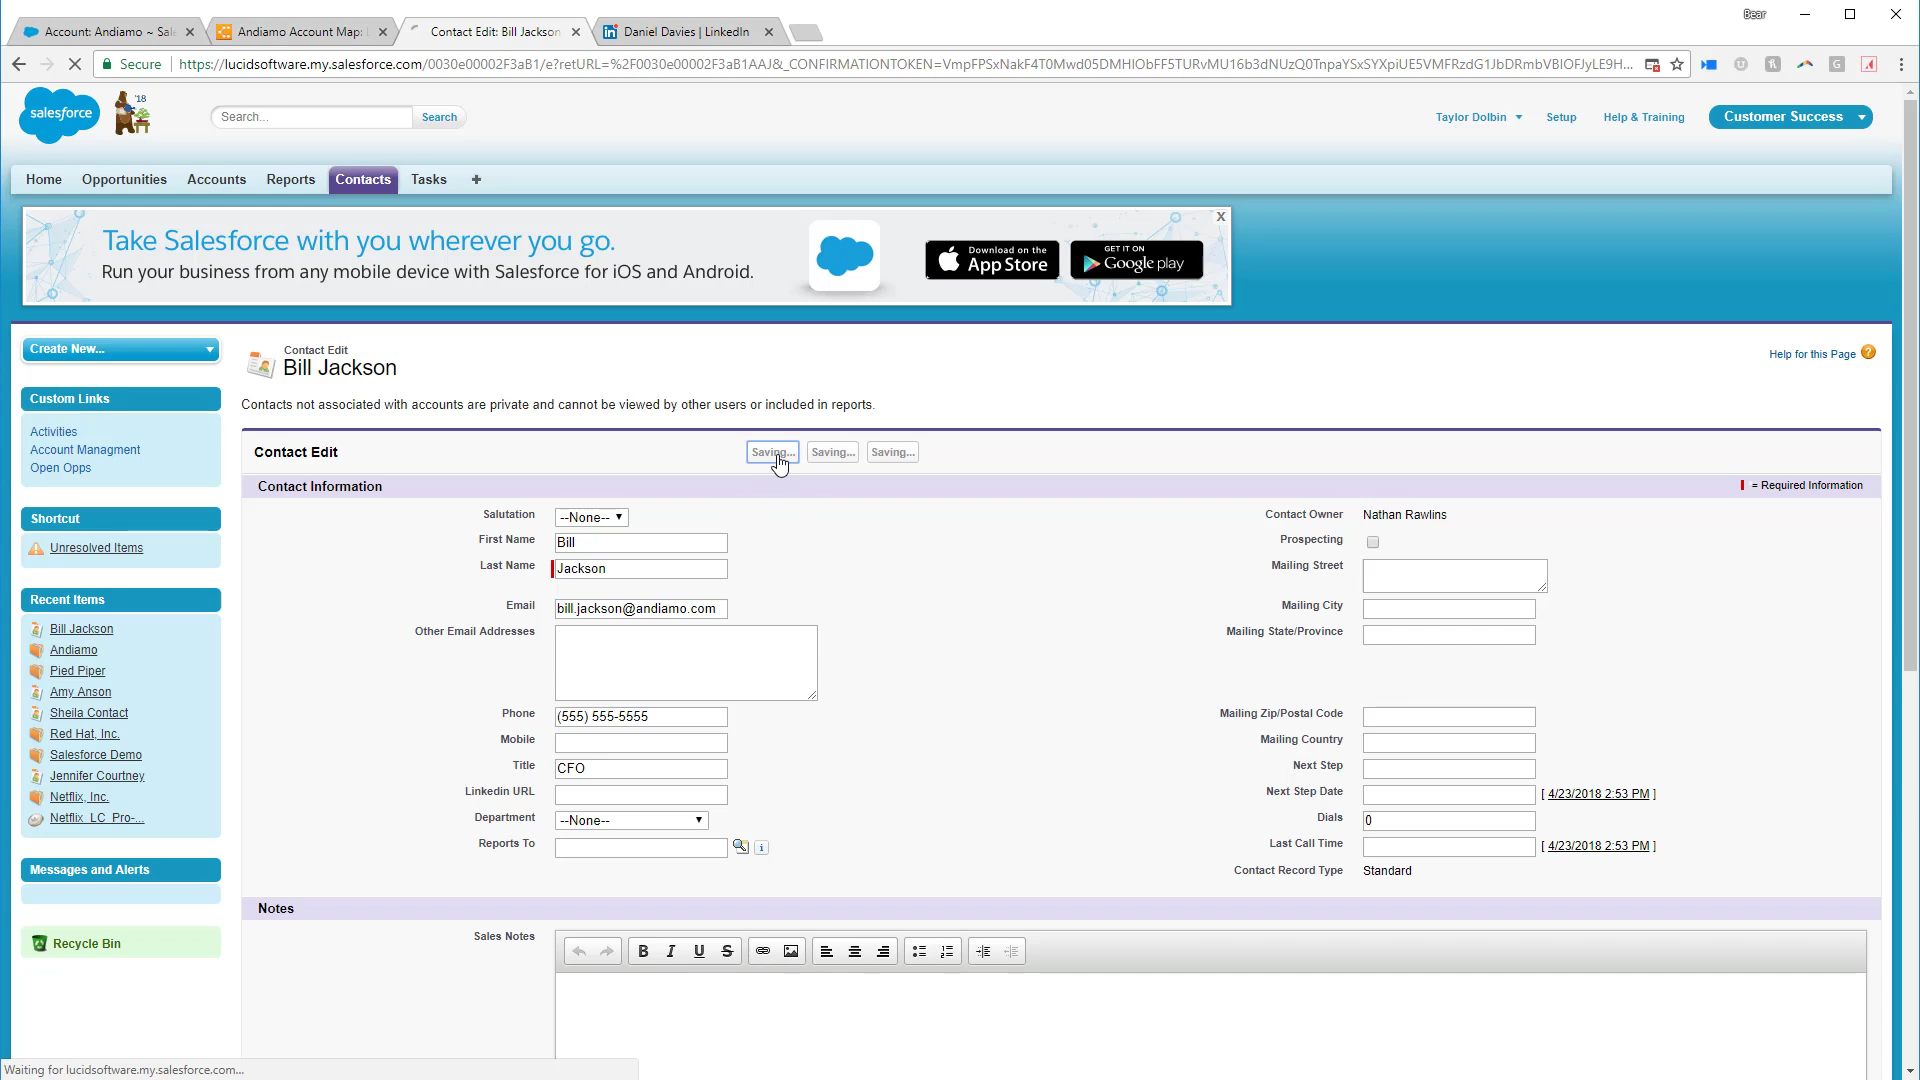 Account: Andiamo ~ Sale
Andiamo Account Map:
Contact Edit: Bill Jackson
Daniel Davies | LinkedIn
Bear
Secure
https://lucidsoftware.my.salesforce.com/0030e00002F3aB1/e?retURL=%2F0030e00002F3aB1AAJ&_CONFIRMATIONTOKEN=VmpFPSxNakF4T0Mwd05DMHlObFF5TURvMU16b3dNUzQ0TnpaYSxSYXpiUE5VMFRzdG1JbDRmbVBIOFJyLE9H...
salesforce
'18
Search...
Search
Taylor Dolbin
Setup
Help & Training
Customer Success
Home
Opportunities
Accounts
Reports
Contacts
Tasks
+
Take Salesforce with you wherever you go.
Run your business from any mobile device with Salesforce for iOS and Android.
Download on the
App Store
GET IT ON
Google play
X
Create New...
Contact Edit
Bill Jackson
Help for this Page
?
Custom Links
Activities
Account Managment
Open Opps
Contacts not associated with accounts are private and cannot be viewed by other users or included in reports.
Contact Edit
Saving...
Saving...
Saving...
Contact Information
= Required Information
Shortcut
Unresolved Items
Recent Items
Bill Jackson
Andiamo
Pied Piper
Amy Anson
Sheila Contact
Red Hat, Inc.
Salesforce Demo
Jennifer Courtney
Netflix, Inc.
Netflix_LC_Pro-...
Messages and Alerts
Recycle Bin
Salutation
--None--
First Name
Bill
Last Name
Jackson
Email
bill.jackson@andiamo.com
Other Email Addresses
Phone
(555) 555-5555
Mobile
Title
CFO
Linkedin URL
Department
--None--
Reports To
i
Contact Owner
Nathan Rawlins
Prospecting
Mailing Street
Mailing City
Mailing State/Province
Mailing Zip/Postal Code
Mailing Country
Next Step
Next Step Date
[ 4/23/2018 2:53 PM ]
Dials
0
Last Call Time
[ 4/23/2018 2:53 PM ]
Contact Record Type
Standard
Notes
Sales Notes
B I U S
Waiting for lucidsoftware.my.salesforce.com...